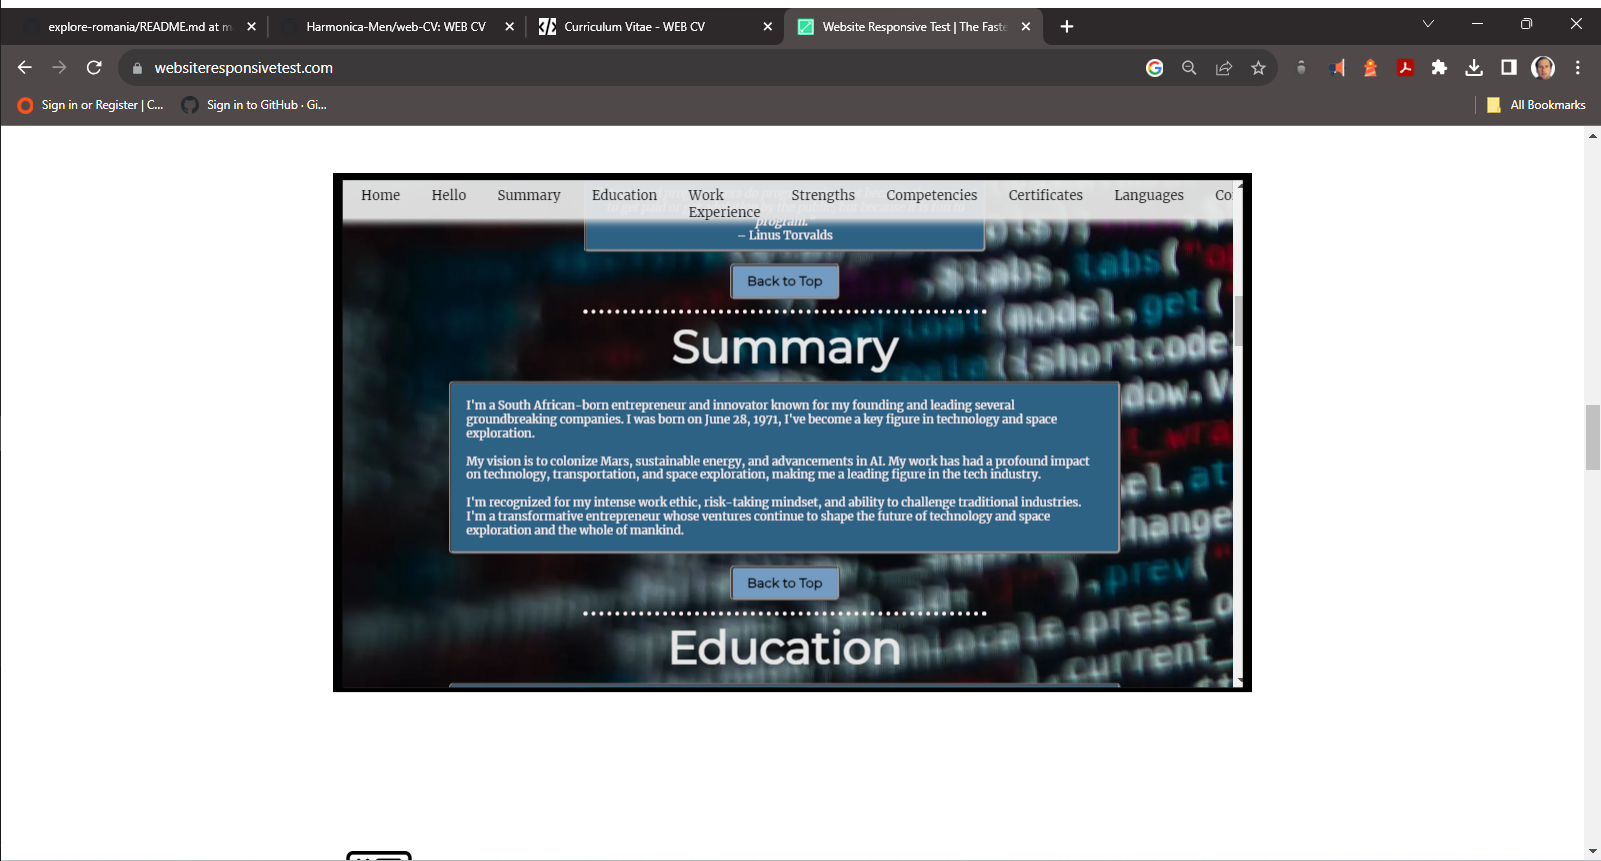 explore-romania/README.md at m
Harmonica-Men/web-CV: WEB CV
Curriculum Vitae - WEB CV
Website Responsive Test | The Faste
websiteresponsivetest.com
Sign in or Register | C...
Sign in to GitHub · Gi...
All Bookmarks
Home
Hello
Summary
Education
Work Experience
Strengths
Competencies
Certificates
Languages
Co
program."
– Linus Torvalds
Back to Top
Summary
I'm a South African-born entrepreneur and innovator known for my founding and leading several
groundbreaking companies. I was born on June 28, 1971, I've become a key figure in technology and space
exploration.
My vision is to colonize Mars, sustainable energy, and advancements in AI. My work has had a profound impact
on technology, transportation, and space exploration, making me a leading figure in the tech industry.
I'm recognized for my intense work ethic, risk-taking mindset, and ability to challenge traditional industries.
I'm a transformative entrepreneur whose ventures continue to shape the future of technology and space
exploration and the whole of mankind.
Back to Top
Education